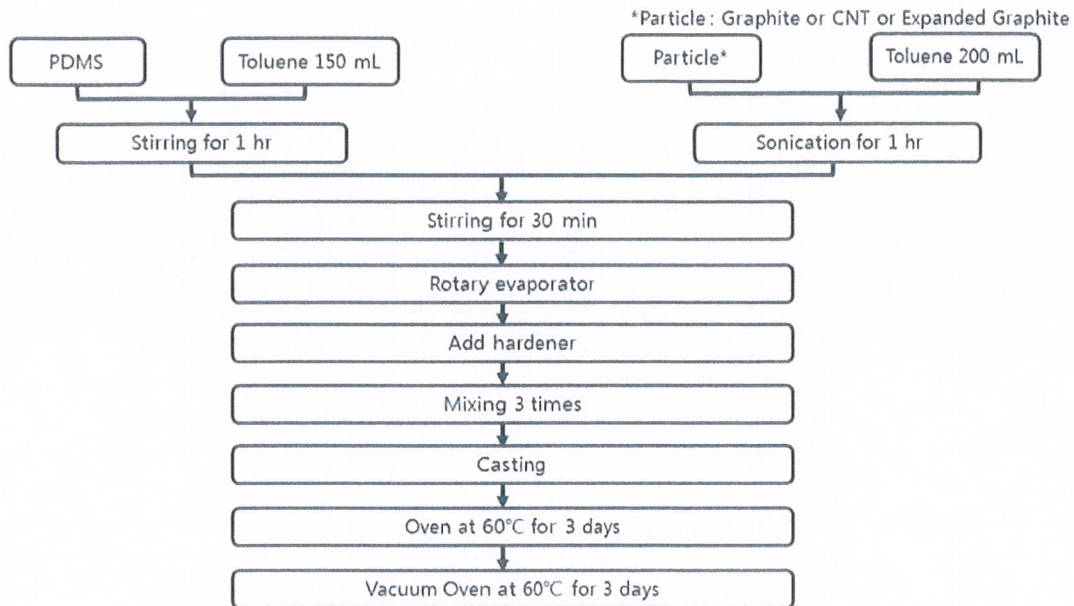 *Particle : Graphite or CNT or Expanded Graphite
PDMS
Toluene 150 mL
Particle*
Toluene 200 mL
Stirring for 1 hr
Sonication for 1 hr
Stirring for 30 min
Rotary evaporator
Add hardener
Mixing 3 times
Casting
Oven at 60℃ for 3 days
Vacuum Oven at 60℃ for 3 days